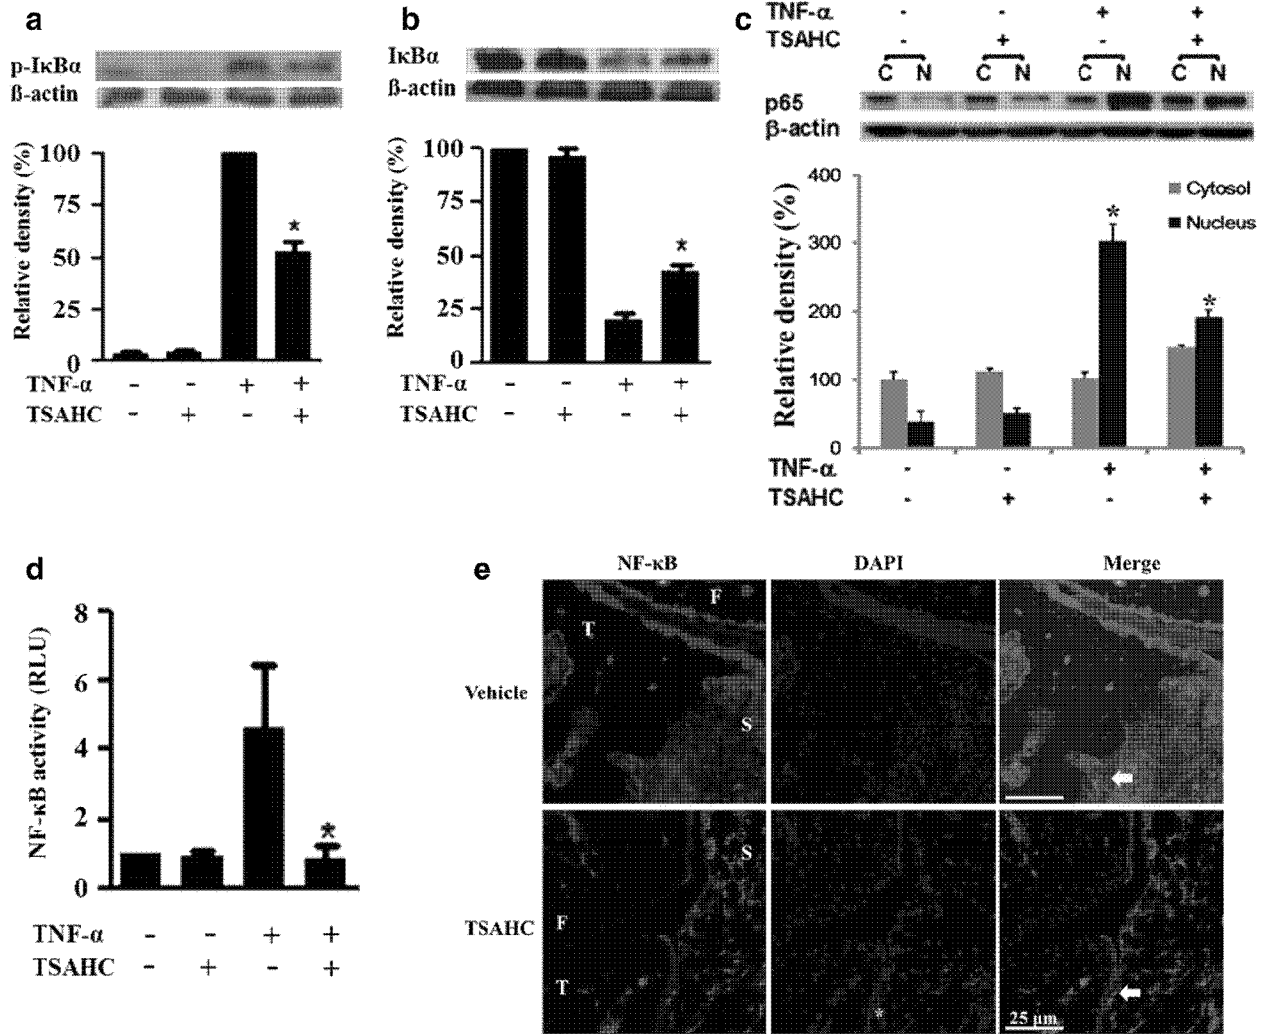 a
p-IκBα
ß-actin
Relative density (%)
100
75
50
25
0
*
TNF-α - - + +
TSAHC - + - +
b
IκBα
ß-actin
Relative density (%)
100
75
50
25
0
*
TNF-α - - + +
TSAHC - + - +
c
TNF-α - - + +
TSAHC - + - +
C N C N C N C N
p65
β-actin
Relative density (%)
400
300
200
100
0
Cytosol
Nucleus
*
*
TNF-α - - + +
TSAHC - + - +
d
NF-κB activity (RLU)
8
6
4
2
0
*
TNF-α - - + +
TSAHC - + - +
e
NF-κB DAPI Merge
Vehicle
F
T
S
TSAHC
S
F
T
*
25 µm